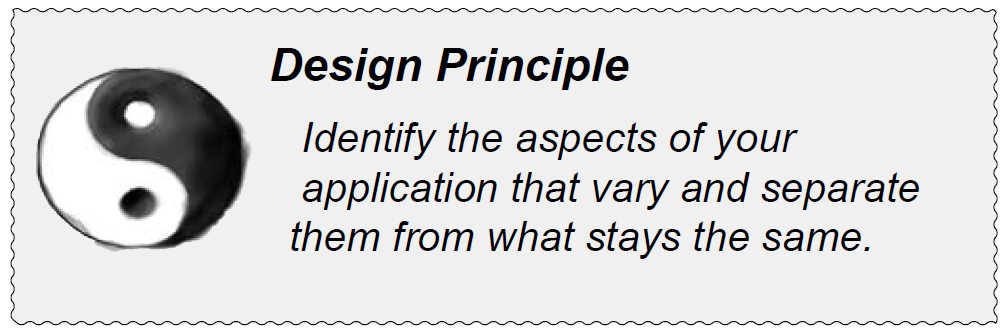 Design Principle
Identify the aspects of your
application that vary and separate
them from what stays the same.